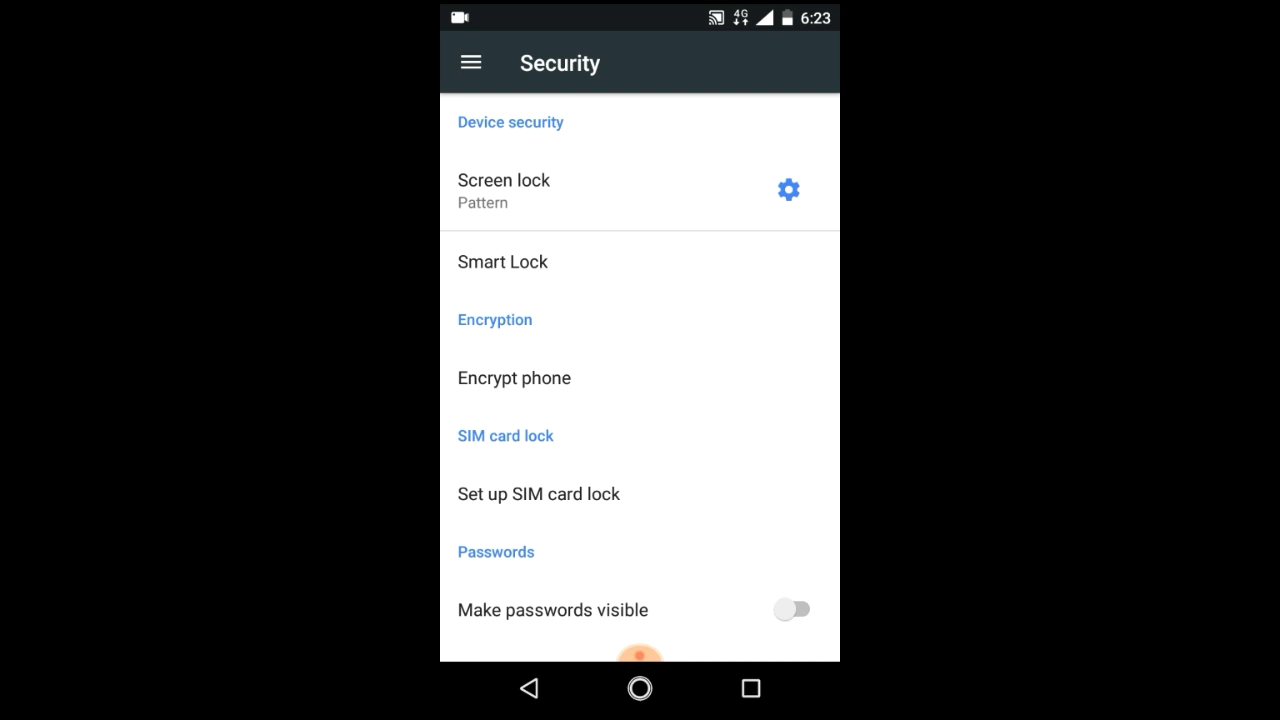 4G 6:23
Security
Device security
Screen lock
Pattern
Smart Lock
Encryption
Encrypt phone
SIM card lock
Set up SIM card lock
Passwords
Make passwords visible